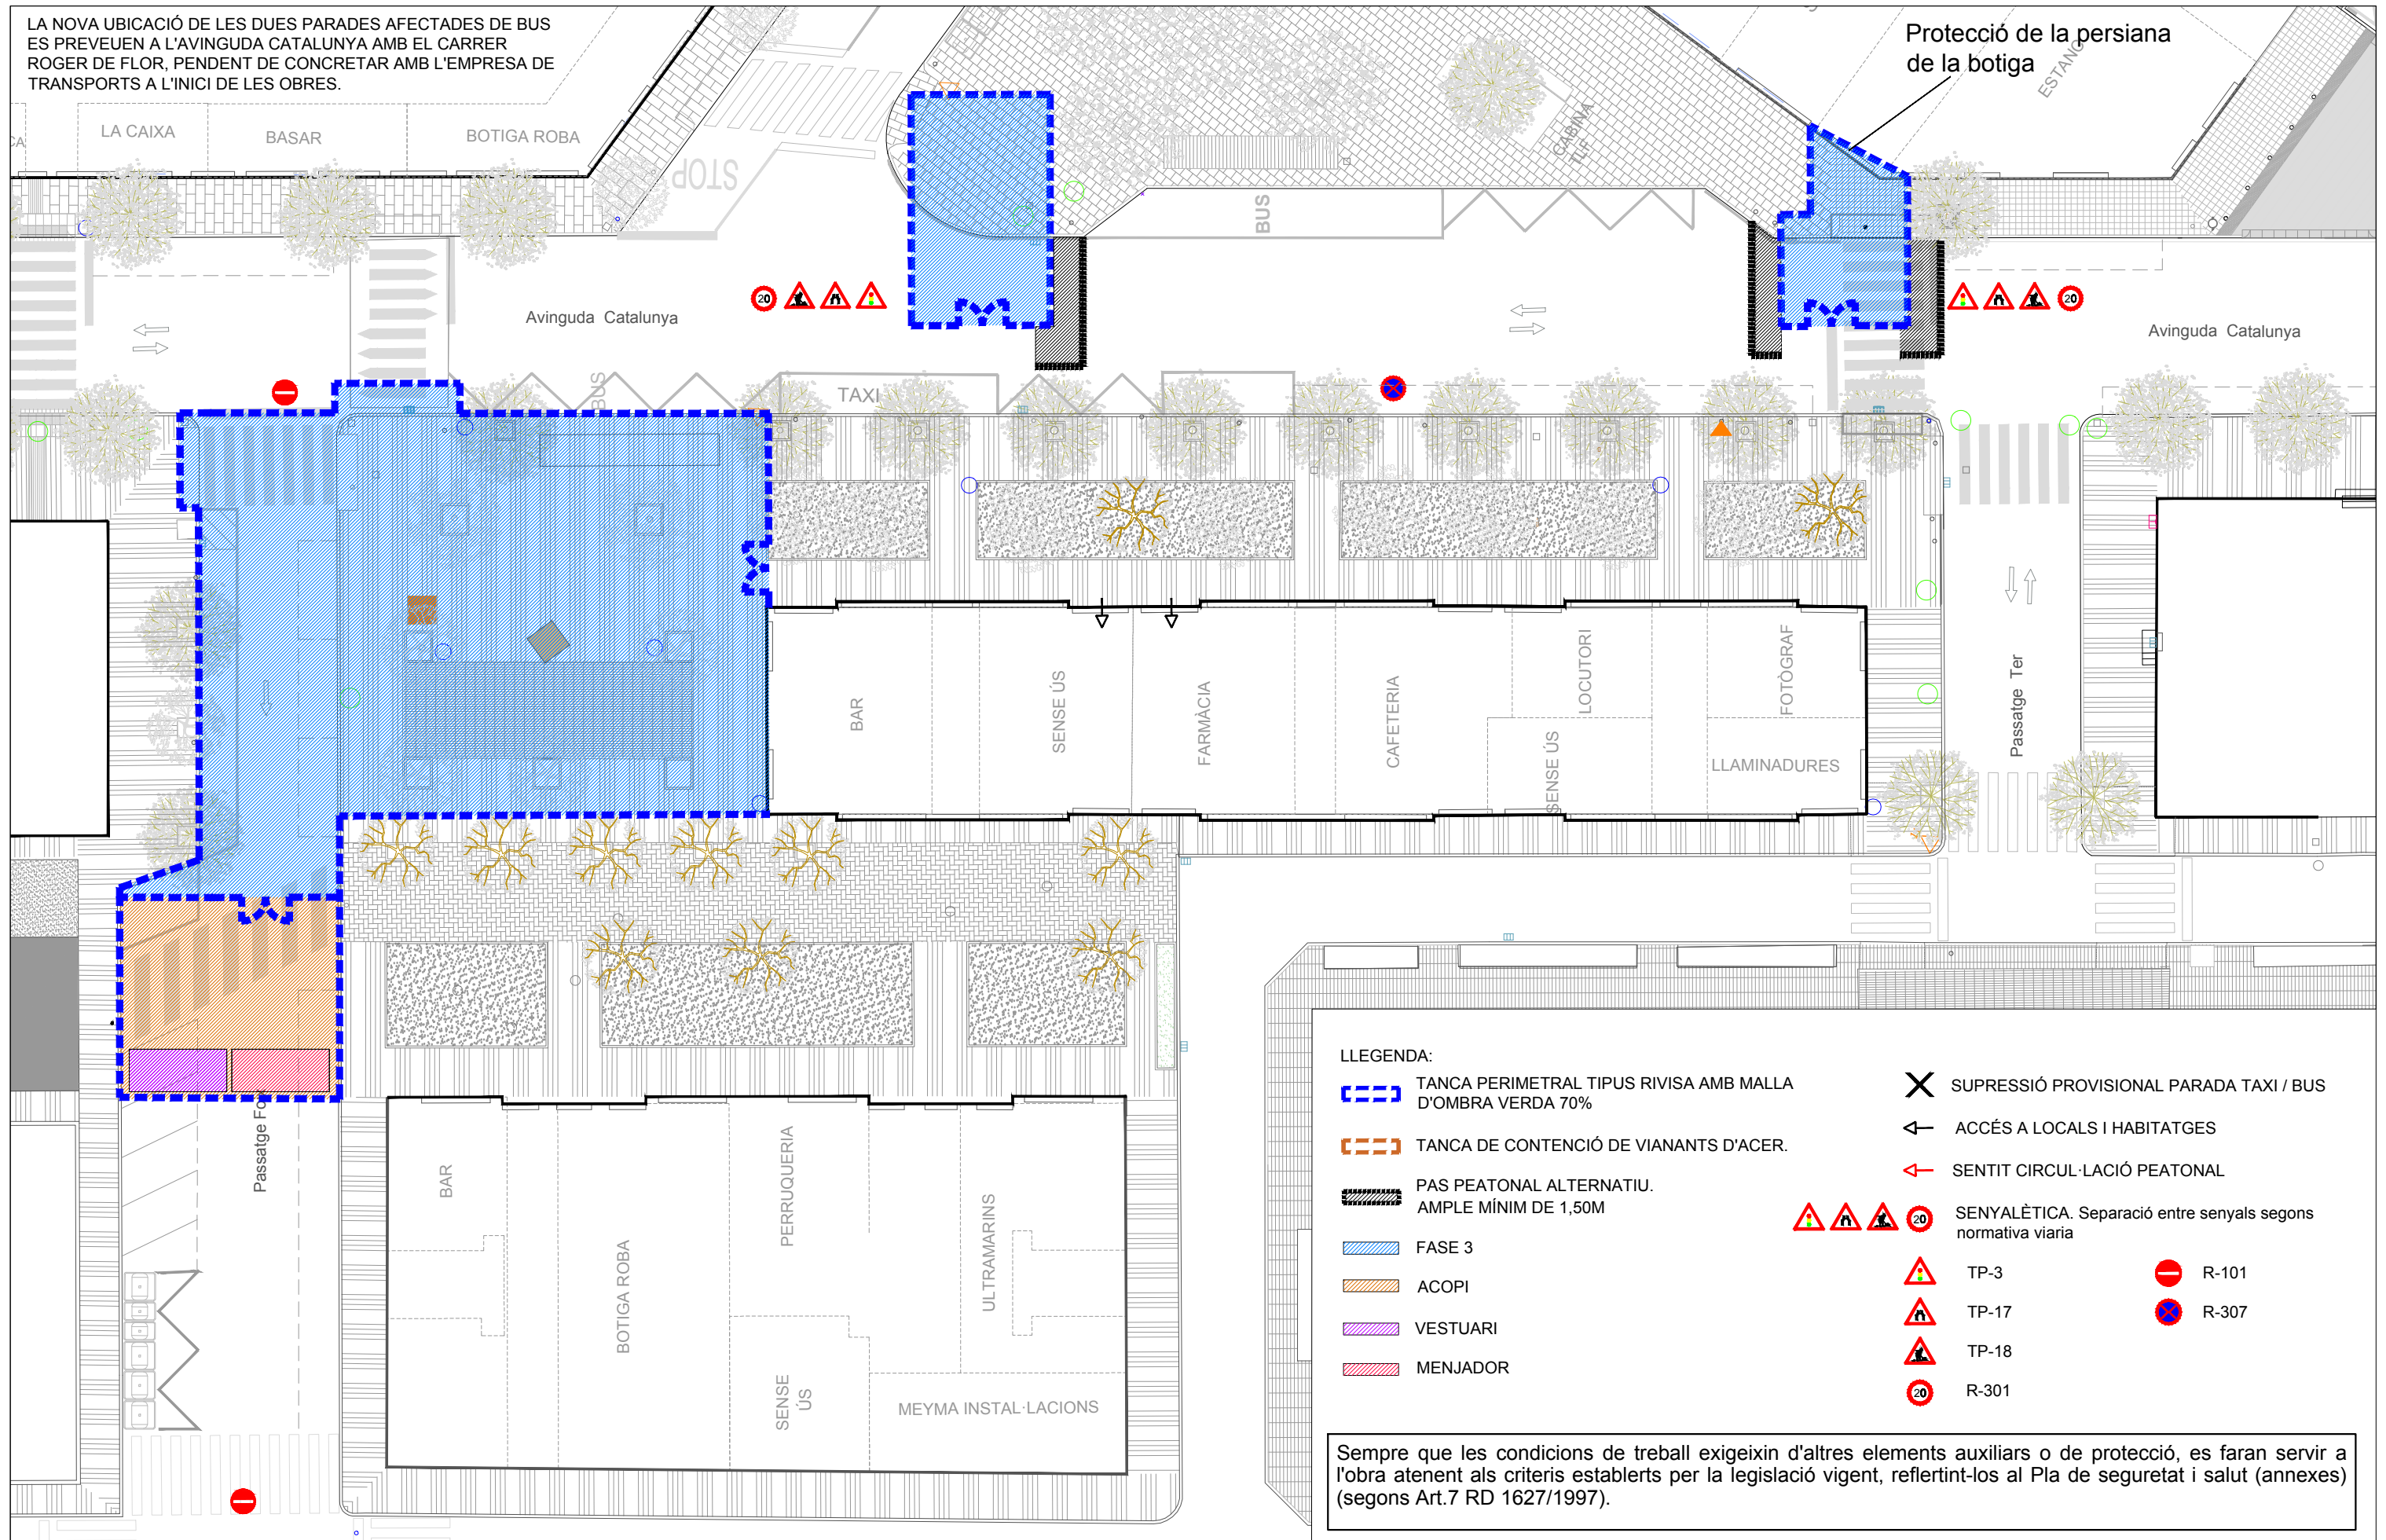 LA NOVA UBICACIÓ DE LES DUES PARADES AFECTADES DE BUS
ES PREVEUEN A L'AVINGUDA CATALUNYA AMB EL CARRER
ROGER DE FLOR, PENDENT DE CONCRETAR AMB L'EMPRESA DE
TRANSPORTS A L'INICI DE LES OBRES.
Protecció de la persiana
de la botiga
ESTANC
CA
LA CAIXA
BASAR
BOTIGA ROBA
STOP
CABINA
TLF
BUS
20
20
Avinguda Catalunya
Avinguda Catalunya
BUS
TAXI
BAR
SENSE ÚS
FARMÀCIA
CAFETERIA
LOCUTORI
SENSE ÚS
FOTÒGRAF
LLAMINADURES
Passatge Ter
Passatge
BAR
BOTIGA ROBA
PERRUQUERIA
SENSE
ÚS
ULTRAMARINS
MEYMA INSTAL·LACIONS
LLEGENDA:
TANCA PERIMETRAL TIPUS RIVISA AMB MALLA
D'OMBRA VERDA 70%
TANCA DE CONTENCIÓ DE VIANANTS D'ACER.
PAS PEATONAL ALTERNATIU.
AMPLE MÍNIM DE 1,50M
FASE 3
ACOPI
VESTUARI
MENJADOR
SUPRESSIÓ PROVISIONAL PARADA TAXI / BUS
ACCÉS A LOCALS I HABITATGES
SENTIT CIRCUL·LACIÓ PEATONAL
20
SENYALÈTICA. Separació entre senyals segons
normativa viaria
TP-3
TP-17
TP-18
20 R-301
R-101
R-307
Sempre que les condicions de treball exigeixin d'altres elements auxiliars o de protecció, es faran servir a
l'obra atenent als criteris establerts per la legislació vigent, reflertint-los al Pla de seguretat i salut (annexes)
(segons Art.7 RD 1627/1997).